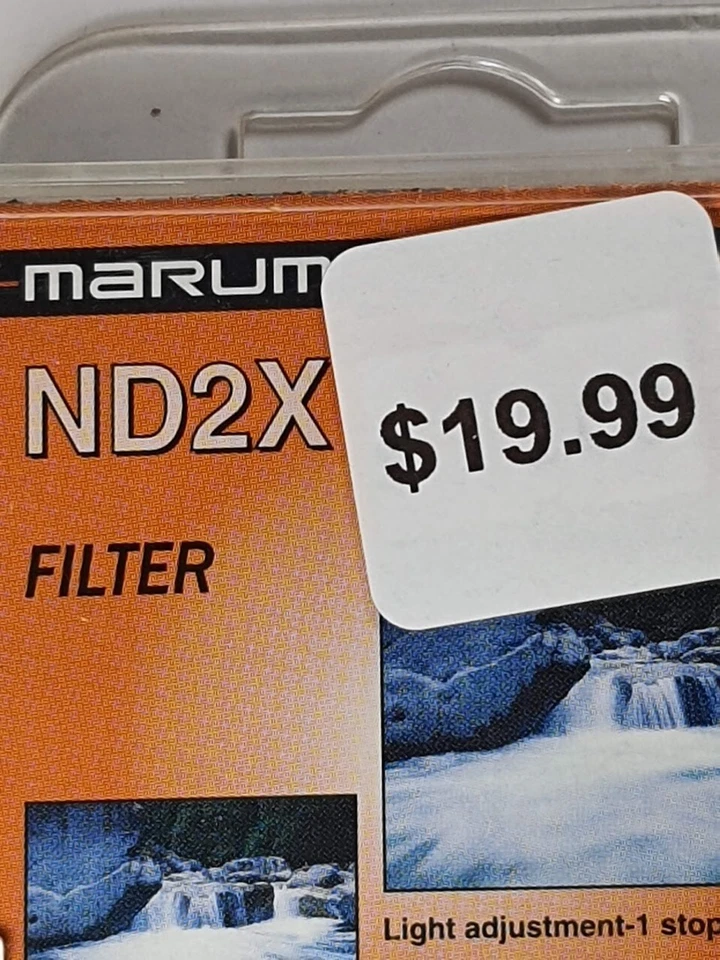 maRUM
ND2X
$19.99
FILTER
Light adjustment-1 stop